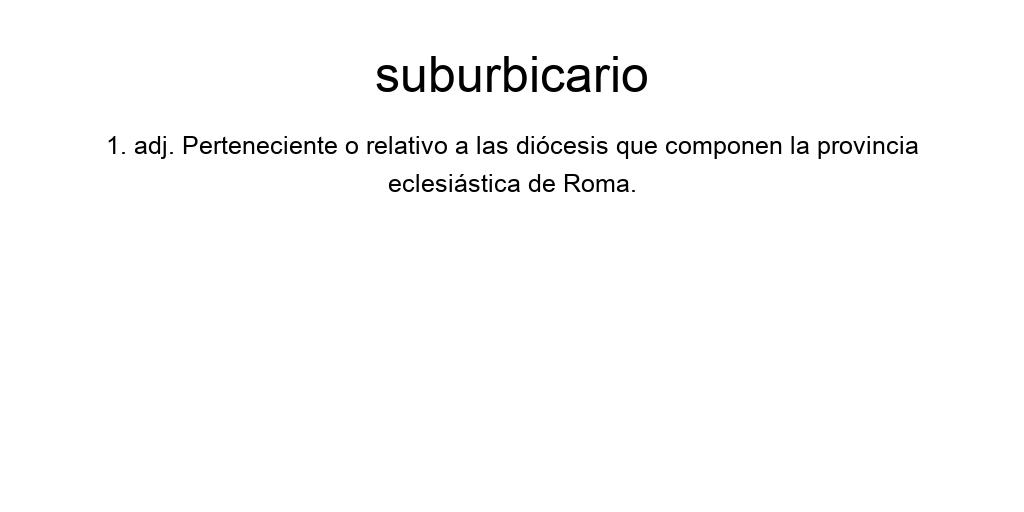 suburbicario
1. adj. Perteneciente o relativo a las diócesis que componen la provincia
eclesiástica de Roma.